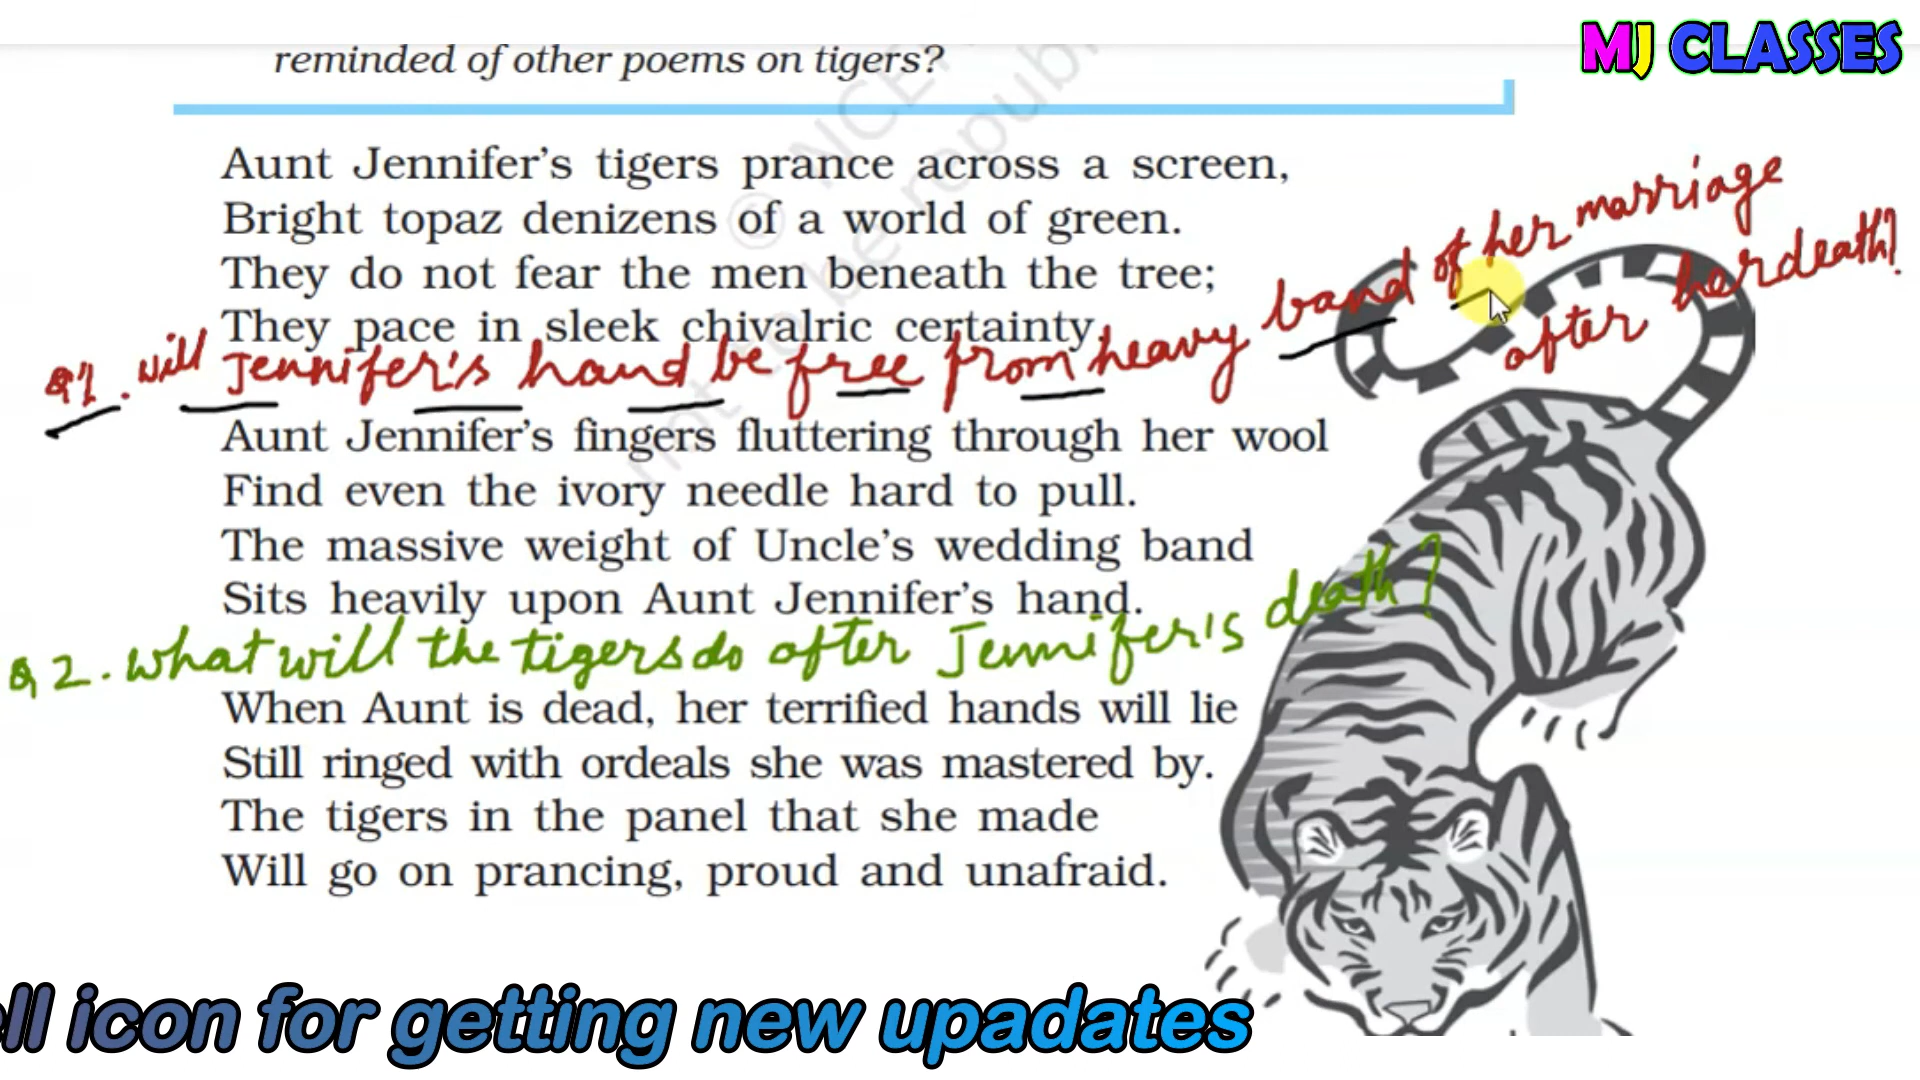 MJ CLASSES
reminded of other poems on tigers?
Aunt Jennifer's tigers prance across a screen,
Bright topaz denizens of a world of green.
They do not fear the men beneath the tree;
They pace in sleek chivalric certainty.
Q1. will Jennifer's hand be free from heavy band of her marriage
after her death?
Aunt Jennifer's fingers fluttering through her wool
Find even the ivory needle hard to pull.
The massive weight of Uncle's wedding band
Sits heavily upon Aunt Jennifer's hand.
Q2. what will the tigers do after Jennifer's death?
When Aunt is dead, her terrified hands will lie
Still ringed with ordeals she was mastered by.
The tigers in the panel that she made
Will go on prancing, proud and unafraid.
ll icon for getting new upadates
© NCERT
not to be republi